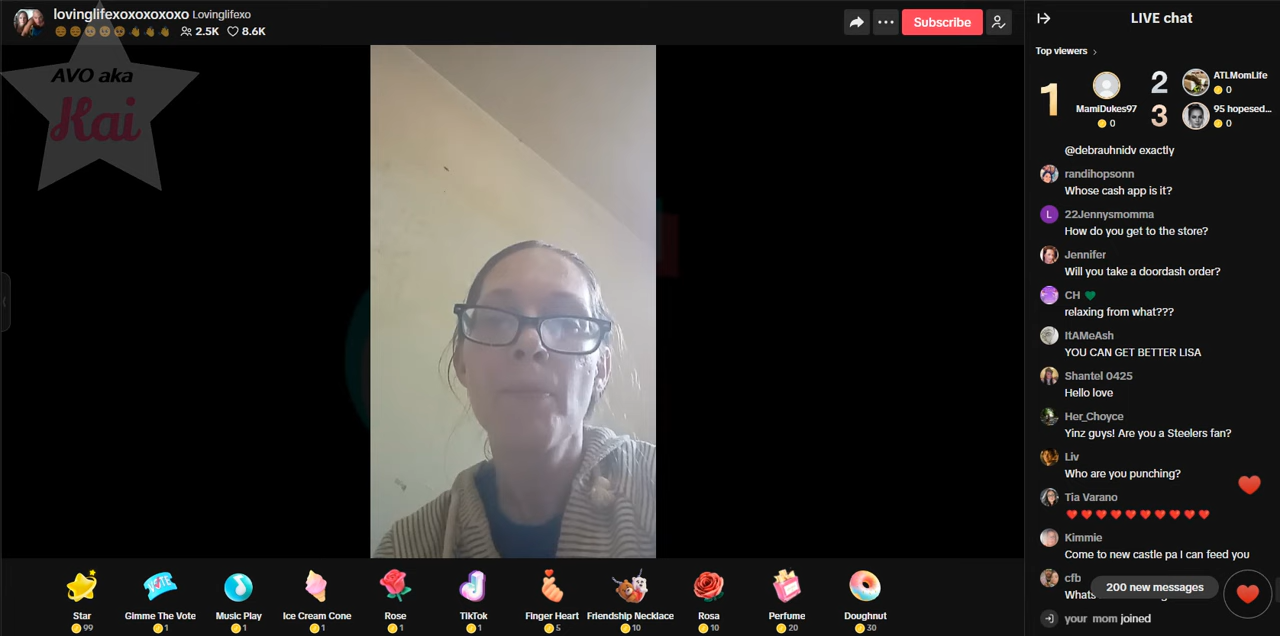 lovinglifexoxoxoxoxo Lovinglifexo
2.5K 8.6K
Subscribe
LIVE chat
AVO aka
Kai
Top viewers >
1
MamIDukes97
0
2
ATLMomLife
0
3
95 hopesed...
0
@debrauhnidv exactly
randihopsonn
Whose cash app is it?
L
22Jennysmomma
How do you get to the store?
Jennifer
Will you take a doordash order?
CH 💚
relaxing from what???
ItAMeAsh
YOU CAN GET BETTER LISA
Shantel 0425
Hello love
Her_Choyce
Yinz guys! Are you a Steelers fan?
Liv
Who are you punching?
Tia Varano
❤️❤️❤️❤️❤️❤️❤️❤️❤️❤️
Kimmie
Come to new castle pa I can feed you
cfb
200 new messages
your mom joined
Star
99
Gimme The Vote
1
Music Play
1
Ice Cream Cone
1
Rose
1
TikTok
1
Finger Heart
5
Friendship Necklace
10
Rosa
10
Perfume
20
Doughnut
30